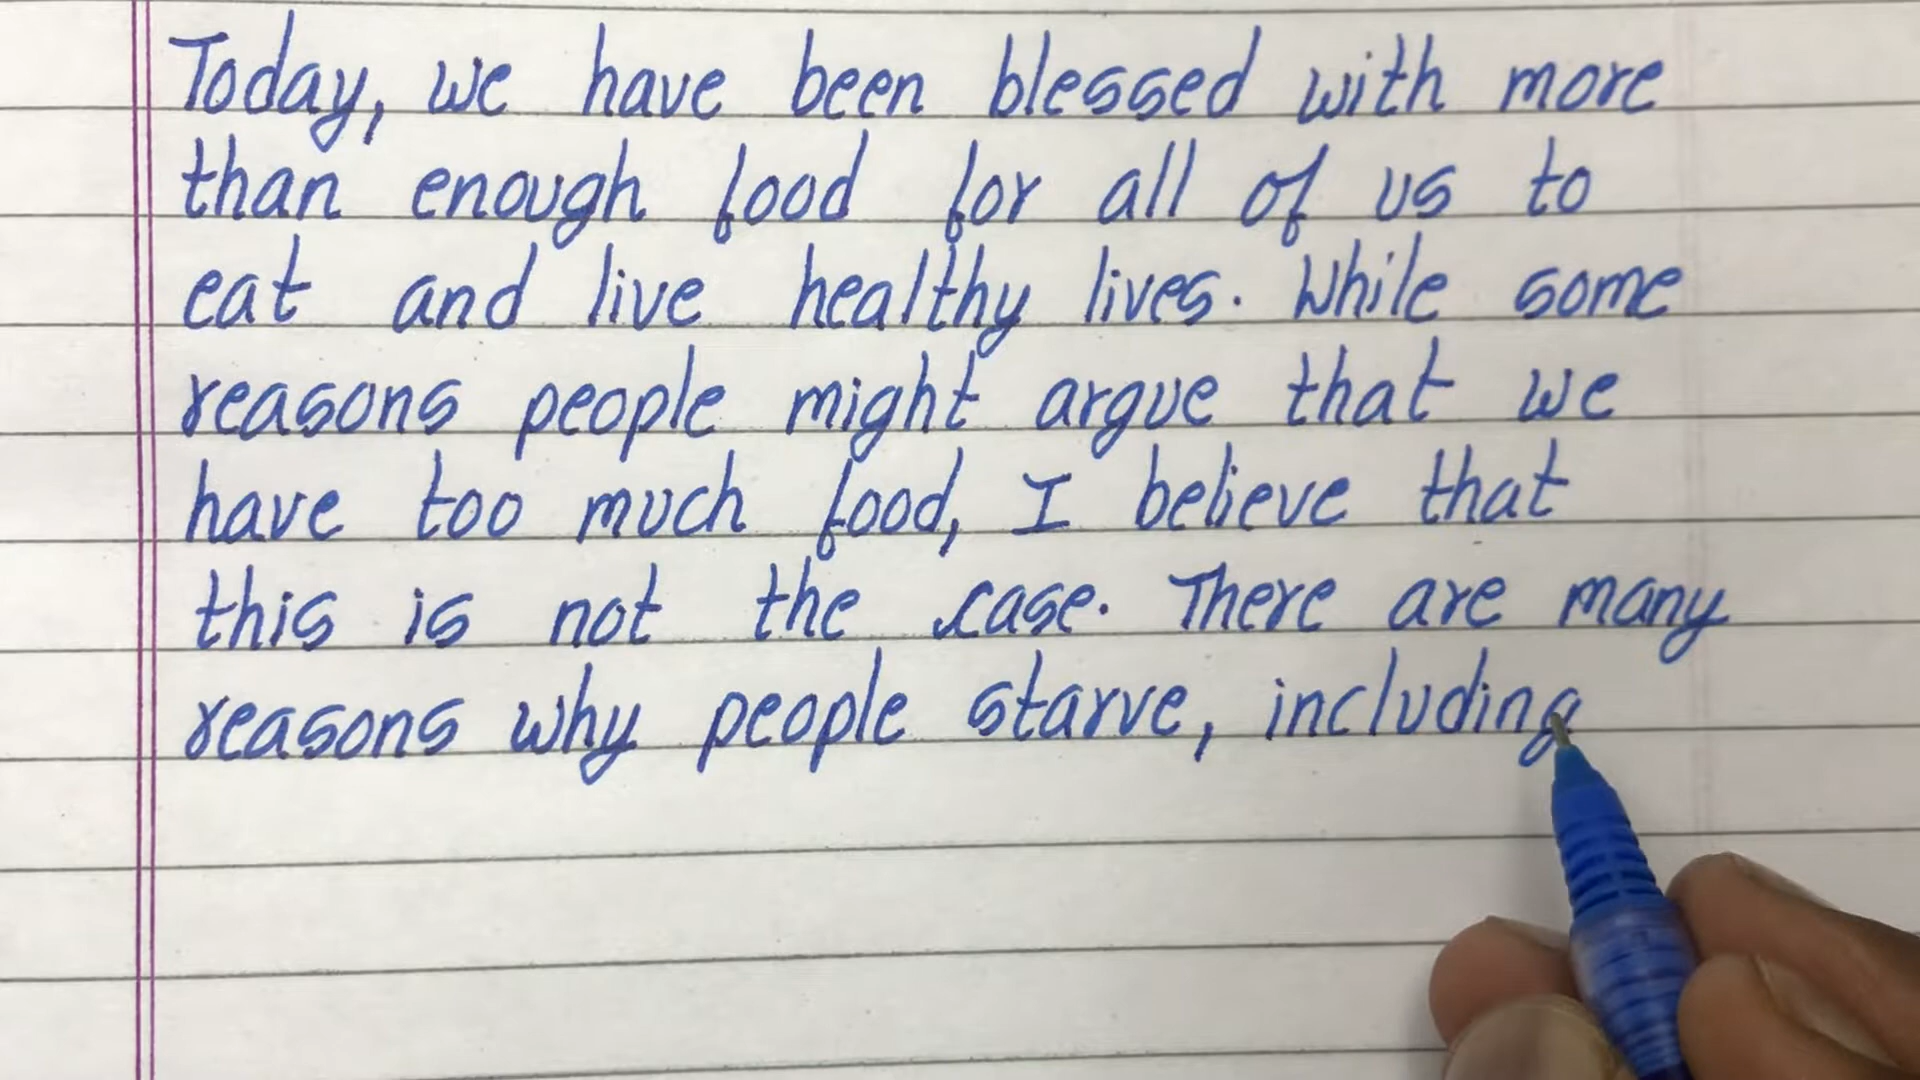 Today, we have been blessed with more
than enough food for all of us to
eat and live healthy lives. While some
reasons people might argue that we
have too much food, I believe that
this is not the case. There are many
reasons why people starve, including